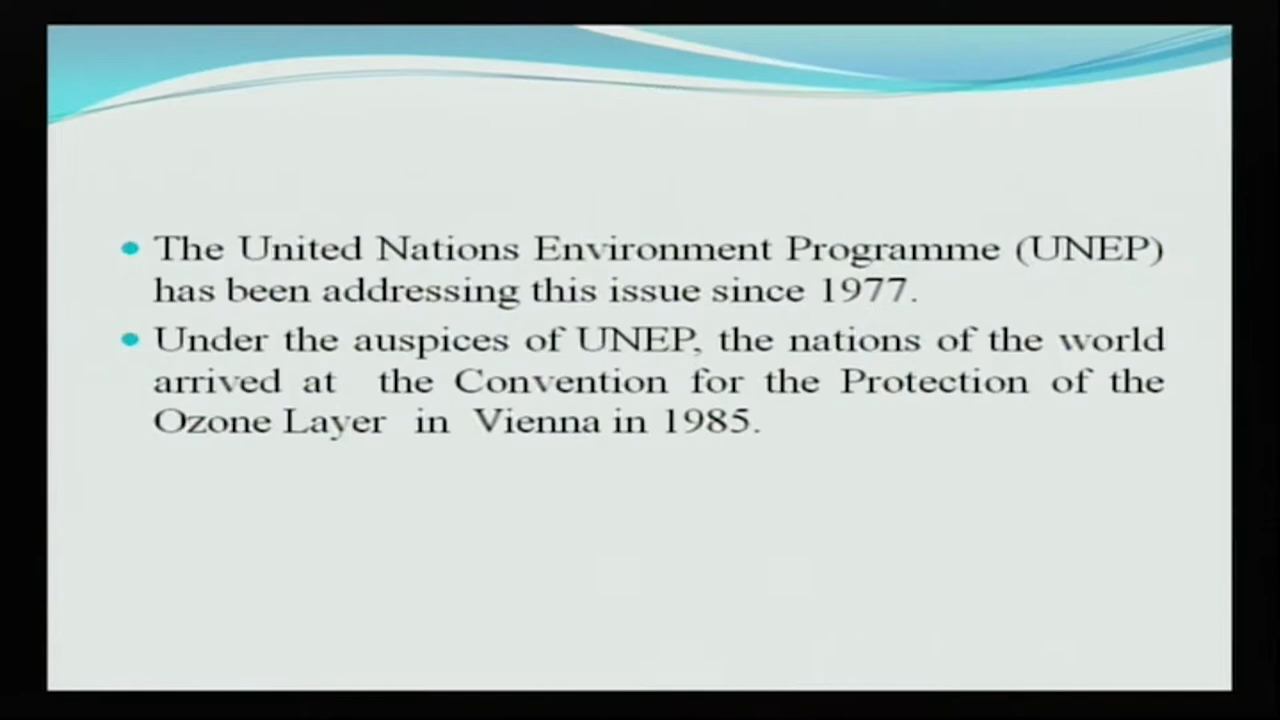 The United Nations Environment Programme (UNEP)
has been addressing this issue since 1977.
Under the auspices of UNEP, the nations of the world
arrived at the Convention for the Protection of the
Ozone Layer in Vienna in 1985.